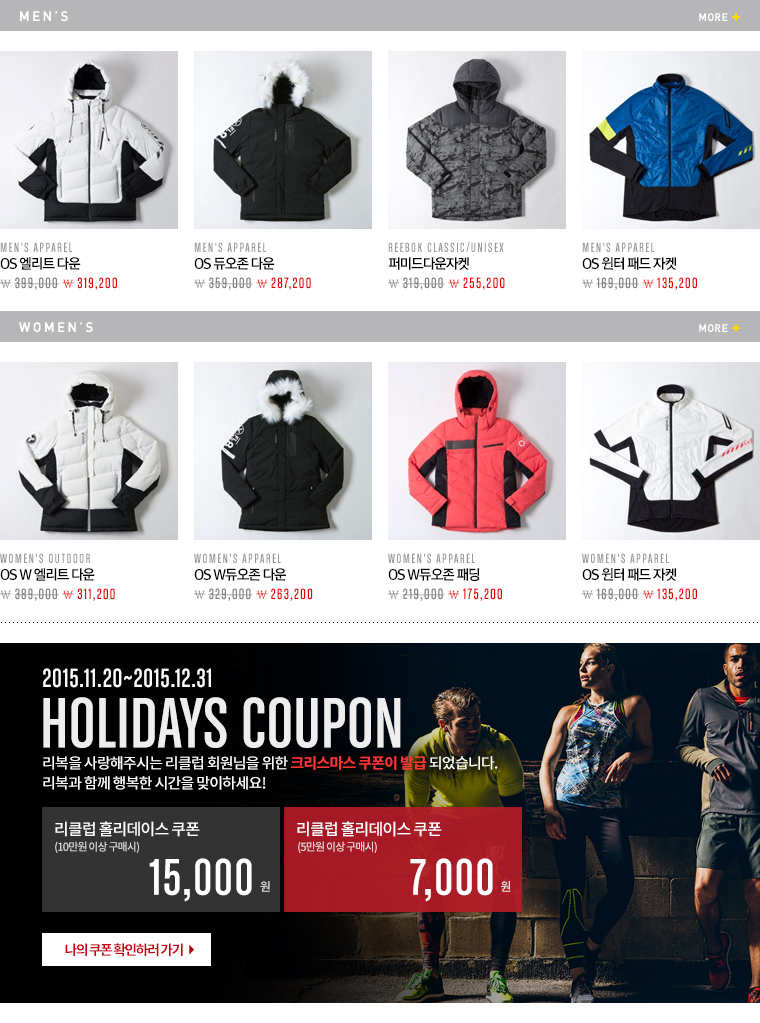 MEN'S
MORE +
MEN'S APPAREL
OS 엘리트 다운
₩ 399,000 ₩ 319,200
MEN'S APPAREL
OS 듀오존 다운
₩ 359,000 ₩ 287,200
REEBOK CLASSIC/UNISEX
퍼미드다운자켓
₩ 319,000 ₩ 255,200
MEN'S APPAREL
OS 윈터 패드 자켓
₩ 169,000 ₩ 135,200
WOMEN'S
MORE +
WOMEN'S OUTDOOR
OS W 엘리트 다운
₩ 389,000 ₩ 311,200
WOMEN'S APPAREL
OS W듀오존 다운
₩ 329,000 ₩ 263,200
WOMEN'S APPAREL
OS W듀오존 패딩
₩ 219,000 ₩ 175,200
WOMEN'S APPAREL
OS 윈터 패드 자켓
₩ 169,000 ₩ 135,200
2015.11.20~2015.12.31
HOLIDAYS COUPON
리복을 사랑해주시는 리클럽 회원님을 위한 크리스마스 쿠폰이 발급 되었습니다.
리복과 함께 행복한 시간을 맞이하세요!
리클럽 홀리데이스 쿠폰
(10만원 이상 구매시)
15,000 원
리클럽 홀리데이스 쿠폰
(5만원 이상 구매시)
7,000 원
나의 쿠폰 확인하러 가기